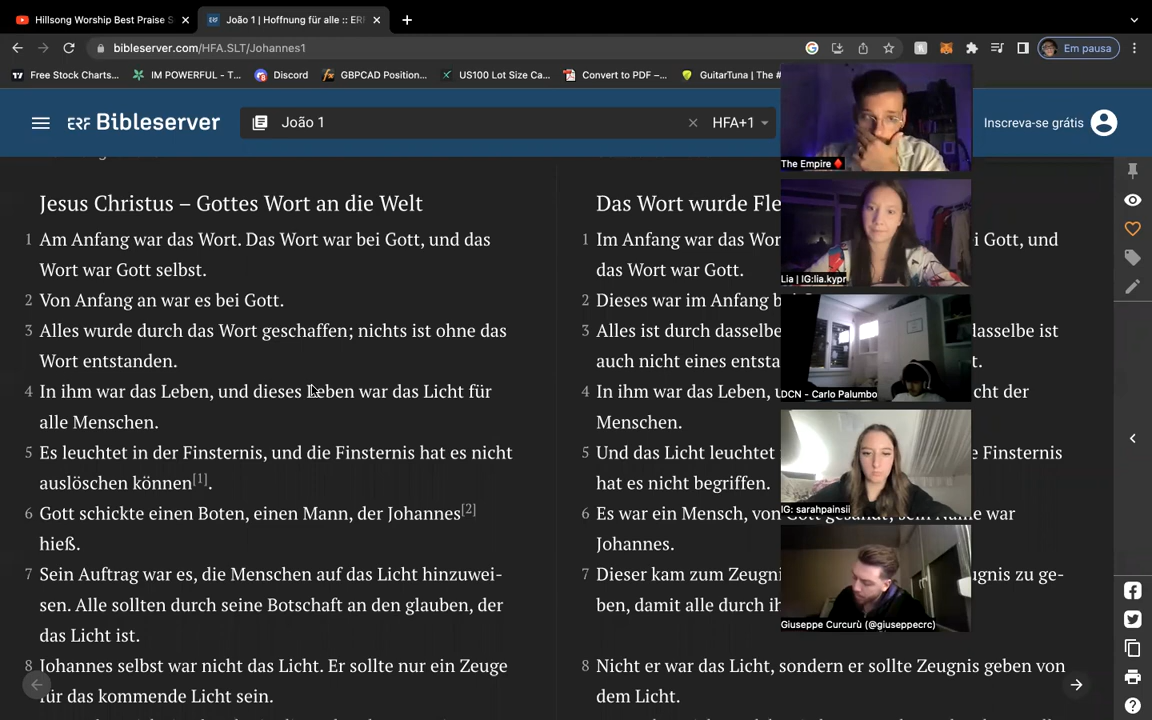 Hillsong Worship Best Praise S
João 1 | Hoffnung für alle :: ERF
bibleserver.com/HFA.SLT/Johannes1
Em pausa
Free Stock Charts...
IM POWERFUL - T...
Discord
GBPCAD Position...
US100 Lot Size Ca...
Convert to PDF –...
GuitarTuna | The #
ERF Bibleserver
João 1
HFA+1
Inscreva-se grátis
Jesus Christus – Gottes Wort an die Welt
1 Am Anfang war das Wort. Das Wort war bei Gott, und das
Wort war Gott selbst.
2 Von Anfang an war es bei Gott.
3 Alles wurde durch das Wort geschaffen; nichts ist ohne das
Wort entstanden.
4 In ihm war das Leben, und dieses Leben war das Licht für
alle Menschen.
5 Es leuchtet in der Finsternis, und die Finsternis hat es nicht
auslöschen können[1].
6 Gott schickte einen Boten, einen Mann, der Johannes[2]
hieß.
7 Sein Auftrag war es, die Menschen auf das Licht hinzuwei-
sen. Alle sollten durch seine Botschaft an den glauben, der
das Licht ist.
8 Johannes selbst war nicht das Licht. Er sollte nur ein Zeuge
für das kommende Licht sein.
Das Wort wurde Fle
1 Im Anfang war das Wor i Gott, und
das Wort war Gott.
2 Dieses war im Anfang b
3 Alles ist durch dasselbe dasselbe ist
auch nicht eines entsta t.
4 In ihm war das Leben, u cht der
Menschen.
5 Und das Licht leuchtet e Finsternis
hat es nicht begriffen.
6 Es war ein Mensch, von Gott gesandt, sein Name war
Johannes.
7 Dieser kam zum Zeugni ugnis zu ge-
ben, damit alle durch ih
8 Nicht er war das Licht, sondern er sollte Zeugnis geben von
dem Licht.
The Empire
Lia | IG:lia.kypr
DCN - Carlo Palumbo
IG: sarahpainsii
Giuseppe Curcurù (@giuseppecrc)